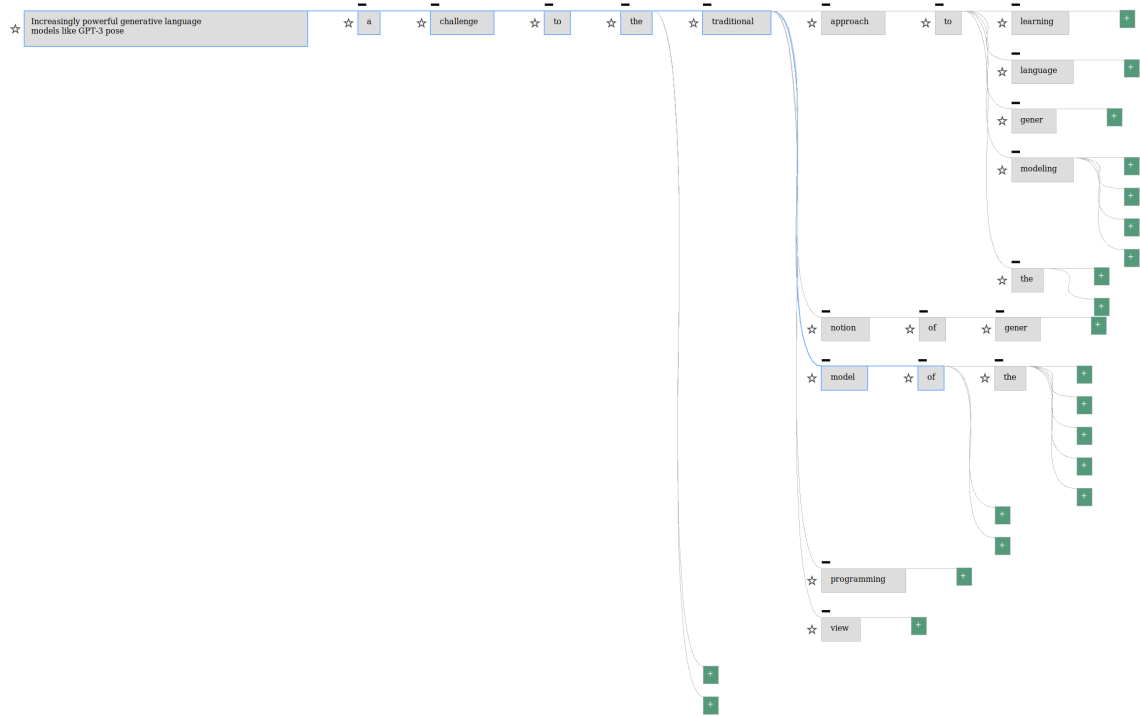 Increasingly powerful generative language
models like GPT-3 pose
a
challenge
to
the
traditional
approach
to
learning
+
language
+
gener
+
modeling
+
+
+
+
the
+
+
notion
of
gener
+
model
of
the
+
+
+
+
+
+
+
programming
+
view
+
+
+